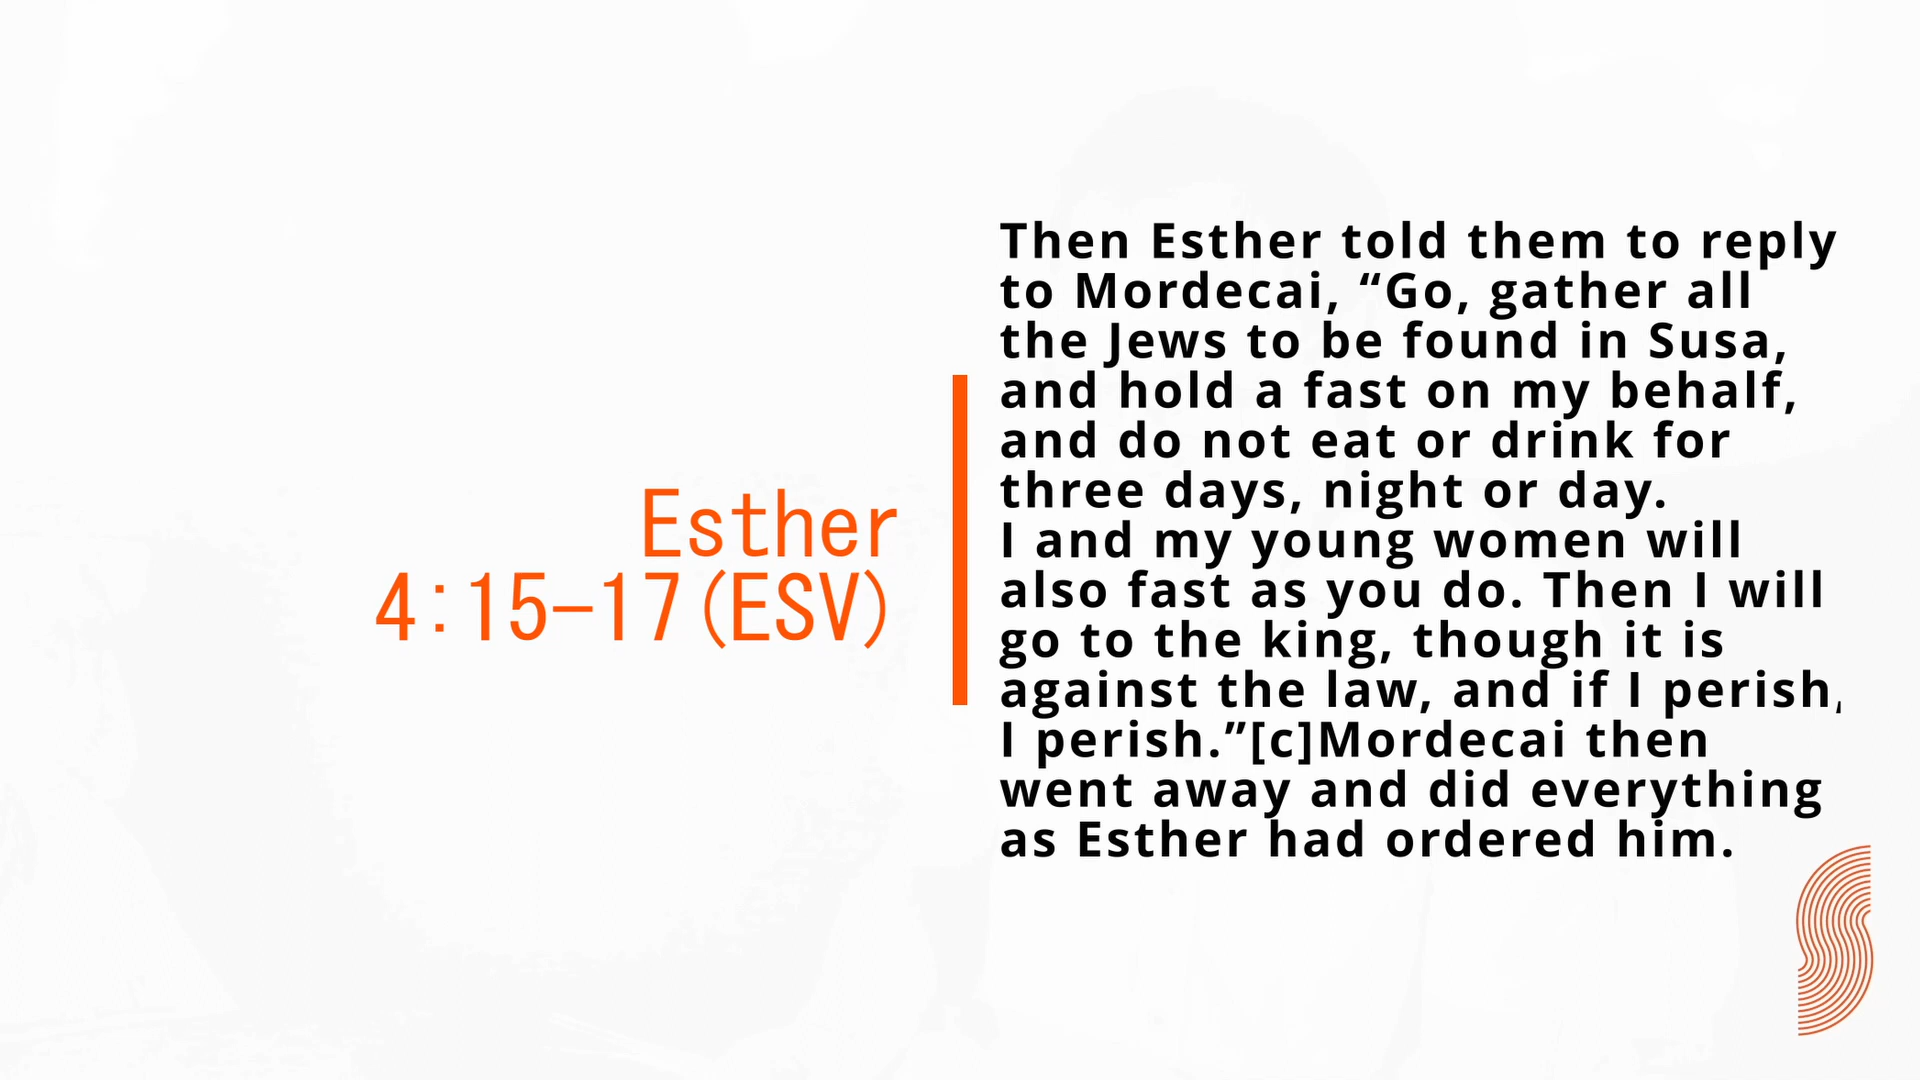 Esther
4:15–17(ESV)
Then Esther told them to reply
to Mordecai, “Go, gather all
the Jews to be found in Susa,
and hold a fast on my behalf,
and do not eat or drink for
three days, night or day.
I and my young women will
also fast as you do. Then I will
go to the king, though it is
against the law, and if I perish,
I perish.”[c]Mordecai then
went away and did everything
as Esther had ordered him.